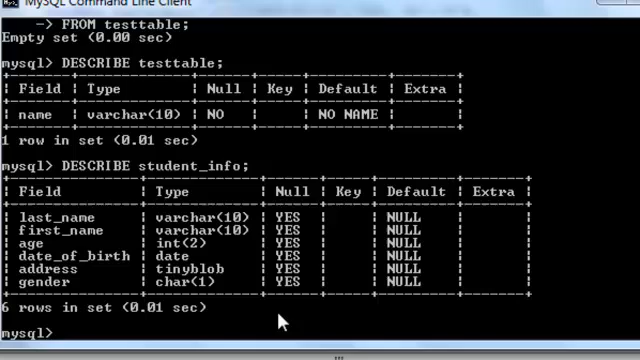 MySQL Command Line Client
-> FROM testtable;
Empty set (0.00 sec)
mysql> DESCRIBE testtable;
+------+-------------+------+-----+---------+-------+
| Field | Type | Null | Key | Default | Extra |
| name | varchar(10) | NO | | NO NAME | |
1 row in set (0.01 sec)
mysql> DESCRIBE student_info;
| Field | Type | Null | Key | Default | Extra |
| last_name | varchar(10) | YES | | NULL | |
| first_name | varchar(10) | YES | | NULL | |
| age | int(2) | YES | | NULL | |
| date_of_birth | date | YES | | NULL | |
| address | tinyblob | YES | | NULL | |
| gender | char(1) | YES | | NULL | |
6 rows in set (0.01 sec)
mysql>